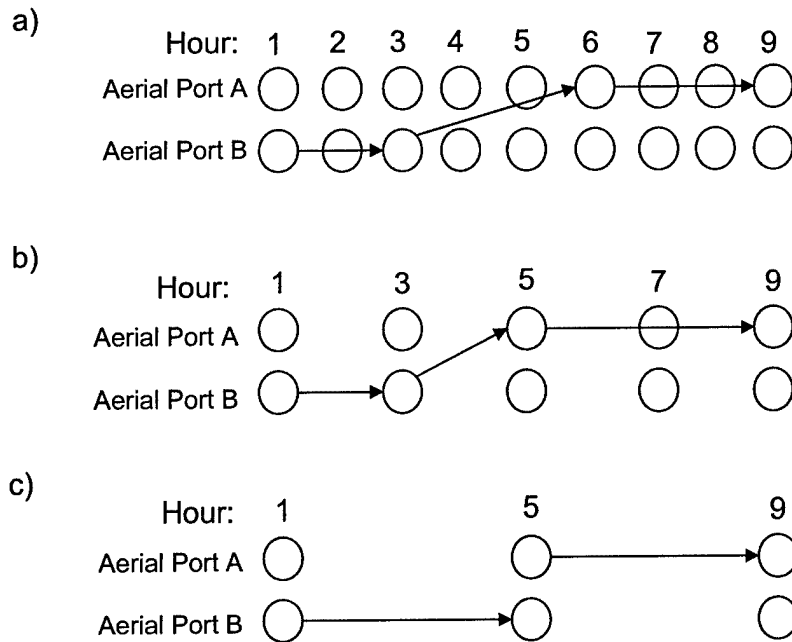 a)
Hour: 1 2 3 4 5 6 7 8 9
Aerial Port A
Aerial Port B
b)
Hour: 1 3 5 7 9
Aerial Port A
Aerial Port B
c)
Hour: 1 5 9
Aerial Port A
Aerial Port B